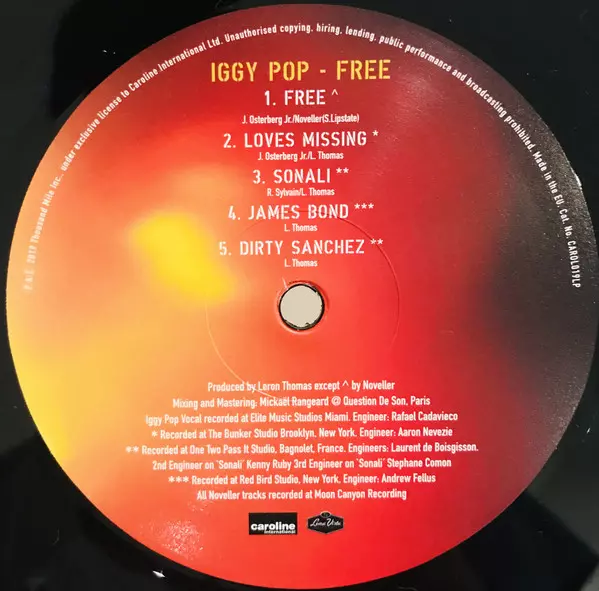 ℗ & © 2019 Thousand Mile Inc., under exclusive license to Caroline International Ltd. Unauthorised copying, hiring, lending, public performance and broadcasting prohibited. Made in the EU. Cat. No. CAROL019LP
IGGY POP - FREE
1. FREE ^
J. Osterberg Jr./Noveller(S.Lipstate)
2. LOVES MISSING *
J. Osterberg Jr./L. Thomas
3. SONALI **
R. Sylvain/L. Thomas
4. JAMES BOND ***
L. Thomas
5. DIRTY SANCHEZ **
L. Thomas
Produced by Leron Thomas except ^ by Noveller
Mixing and Mastering: Mickaël Rangeard @ Question De Son, Paris
Iggy Pop Vocal recorded at Elite Music Studios Miami. Engineer: Rafael Cadavieco
* Recorded at The Bunker Studio Brooklyn, New York. Engineer: Aaron Nevezie
** Recorded at One Two Pass It Studio, Bagnolet, France. Engineers: Laurent de Boisgisson.
2nd Engineer on 'Sonali' Kenny Ruby 3rd Engineer on 'Sonali' Stephane Comon
*** Recorded at Red Bird Studio, New York, Engineer: Andrew Fellus
All Noveller tracks recorded at Moon Canyon Recording
caroline
international
Loma Vista